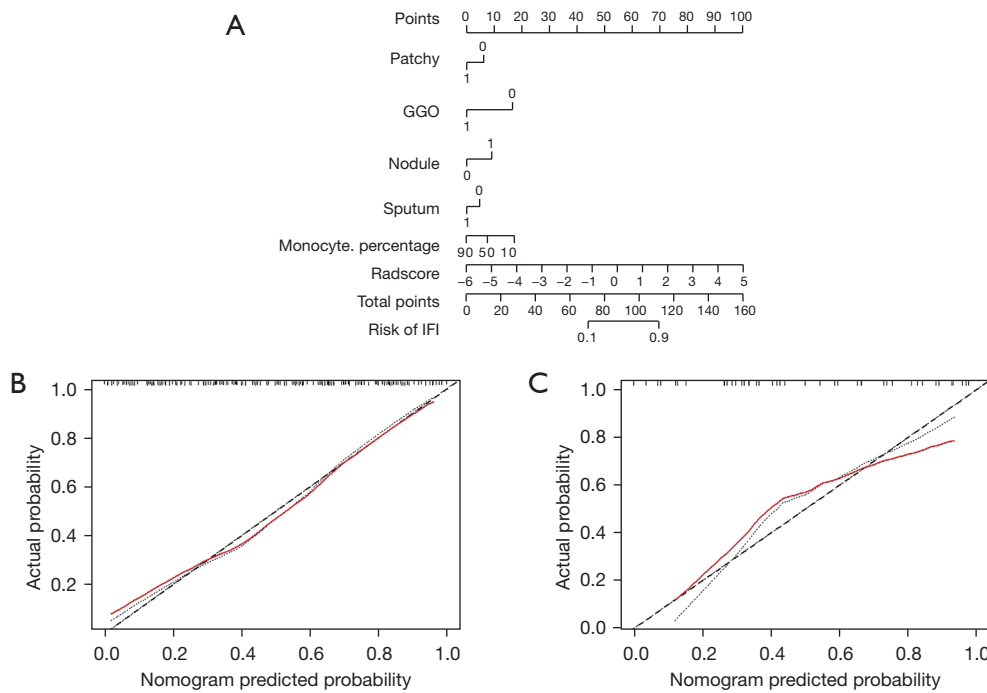 A
Points
0 10 20 30 40 50 60 70 80 90 100
Patchy
0
1
GGO
0
1
Nodule
1
0
Sputum
0
1
Monocyte. percentage
90 50 10
Radscore
−6 −5 −4 −3 −2 −1 0 1 2 3 4 5
Total points
0 20 40 60 80 100 120 140 160
Risk of IFI
0.1 0.9
B
Actual probability
1.0
0.8
0.6
0.4
0.2
0.0 0.2 0.4 0.6 0.8 1.0
Nomogram predicted probability
C
Actual probability
1.0
0.8
0.6
0.4
0.2
0.0
0.0 0.2 0.4 0.6 0.8 1.0
Nomogram predicted probability